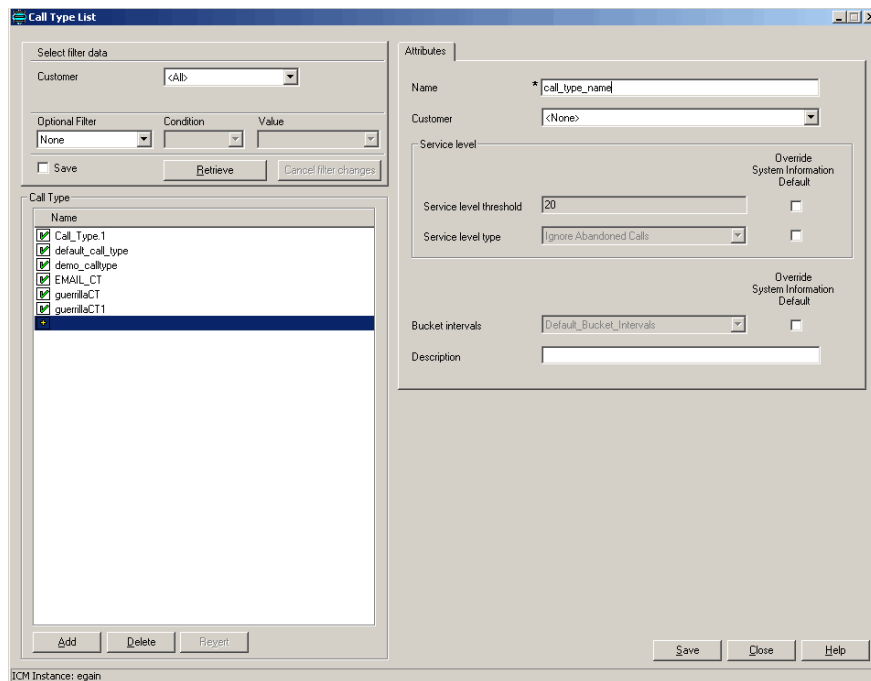 Call Type List
Select filter data
Customer
<All>
Optional Filter
Condition
Value
None
Save
Retrieve
Cancel filter changes
Call Type
Name
Call_Type.1
default_call_type
demo_calltype
EMAIL_CT
guerrillaCT
guerrillaCT1
Add
Delete
Revert
Attributes
Name
* call_type_name
Customer
<None>
Service level
Override
System Information
Default
Service level threshold
20
Service level type
Ignore Abandoned Calls
Override
System Information
Default
Bucket intervals
Default_Bucket_Intervals
Description
Save
Close
Help
ICM Instance: egain